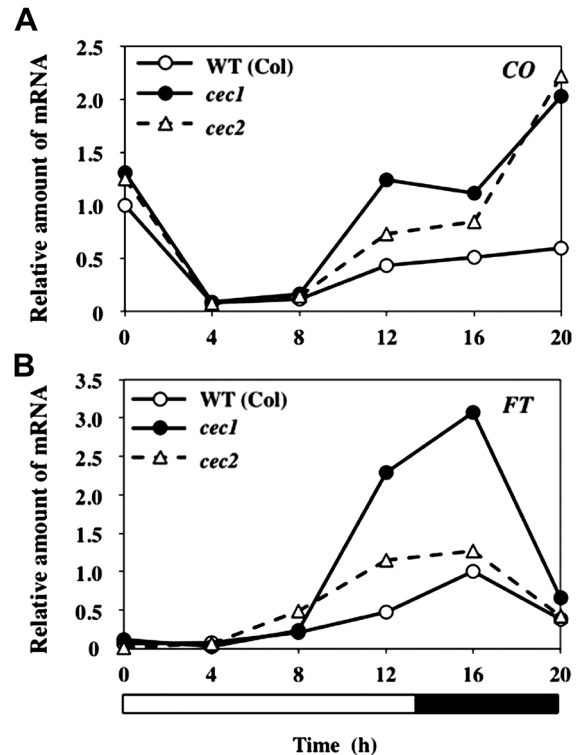 A
Relative amount of mRNA
2.5
2.0
1.5
1.0
0.5
0
WT (Col)
cec1
cec2
CO
0 4 8 12 16 20
B
Relative amount of mRNA
3.5
3.0
2.5
2.0
1.5
1.0
0.5
0
WT (Col)
cec1
cec2
FT
0 4 8 12 16 20
Time (h)